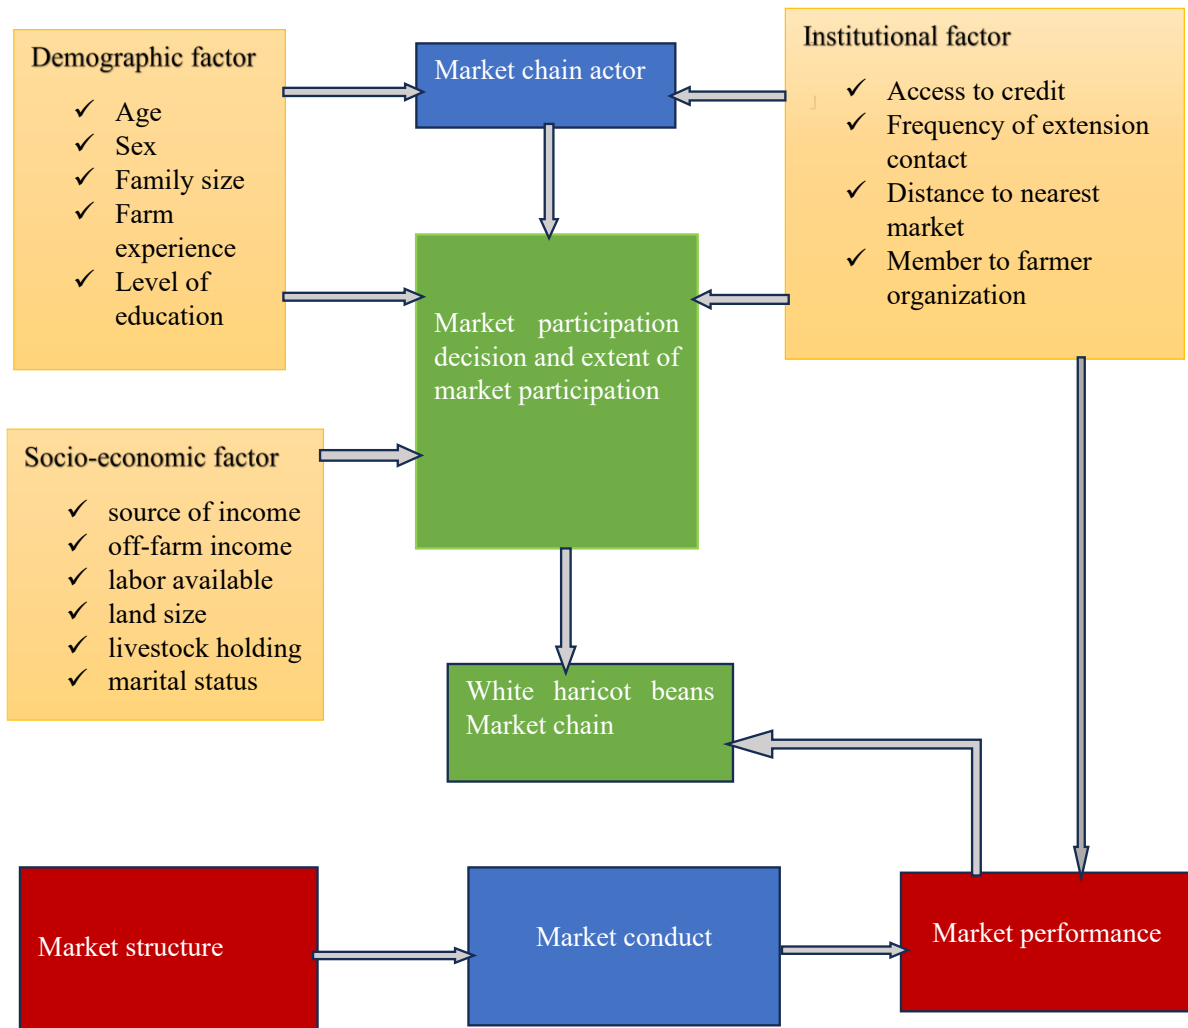 Demographic factor
✓ Age
✓ Sex
✓ Family size
✓ Farm
experience
✓ Level of
education
Market chain actor
Institutional factor
✓ Access to credit
✓ Frequency of extension
contact
✓ Distance to nearest
market
✓ Member to farmer
organization
Market participation
decision and extent of
market participation
Socio-economic factor
✓ source of income
✓ off-farm income
✓ labor available
✓ land size
✓ livestock holding
✓ marital status
White haricot beans
Market chain
Market structure
Market conduct
Market performance